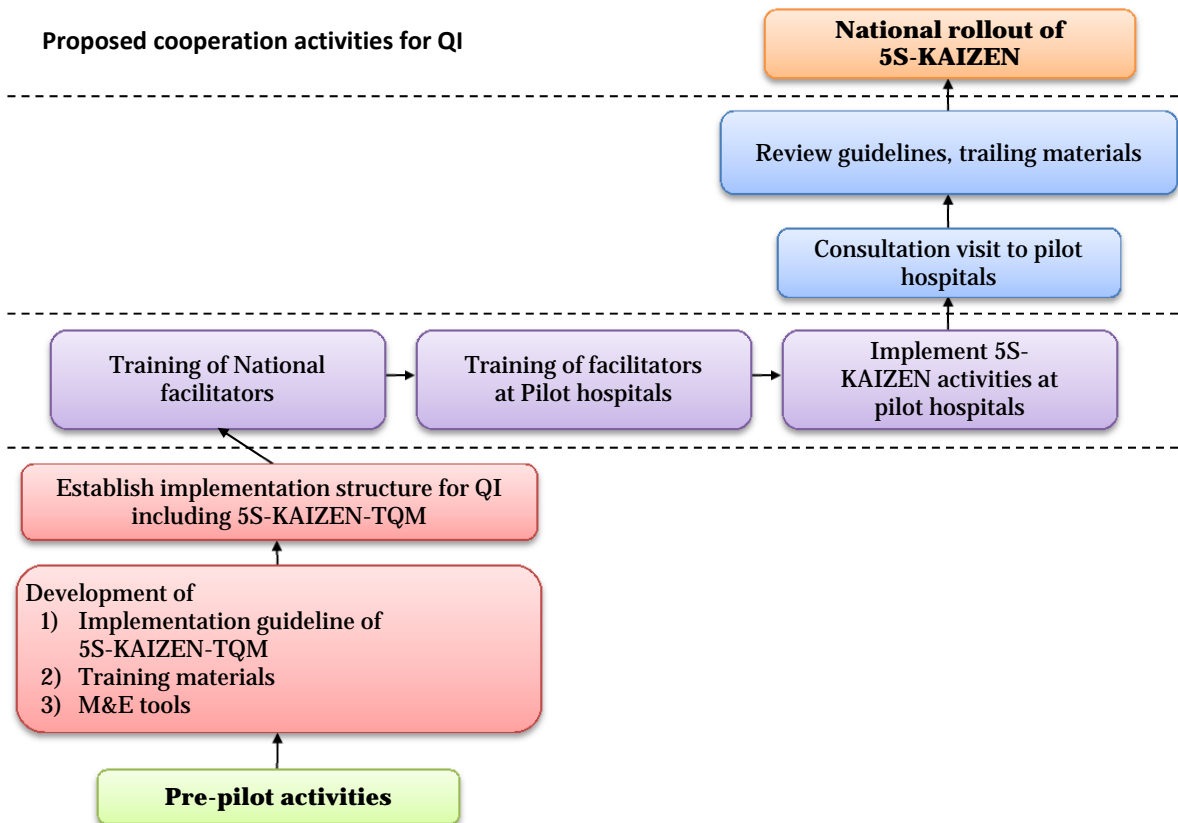 Proposed cooperation activities for QI
National rollout of
5S-KAIZEN
Review guidelines, trailing materials
Consultation visit to pilot
hospitals
Training of National
facilitators
Training of facilitators
at Pilot hospitals
Implement 5S-
KAIZEN activities at
pilot hospitals
Establish implementation structure for QI
including 5S-KAIZEN-TQM
Development of
1) Implementation guideline of
5S-KAIZEN-TQM
2) Training materials
3) M&E tools
Pre-pilot activities